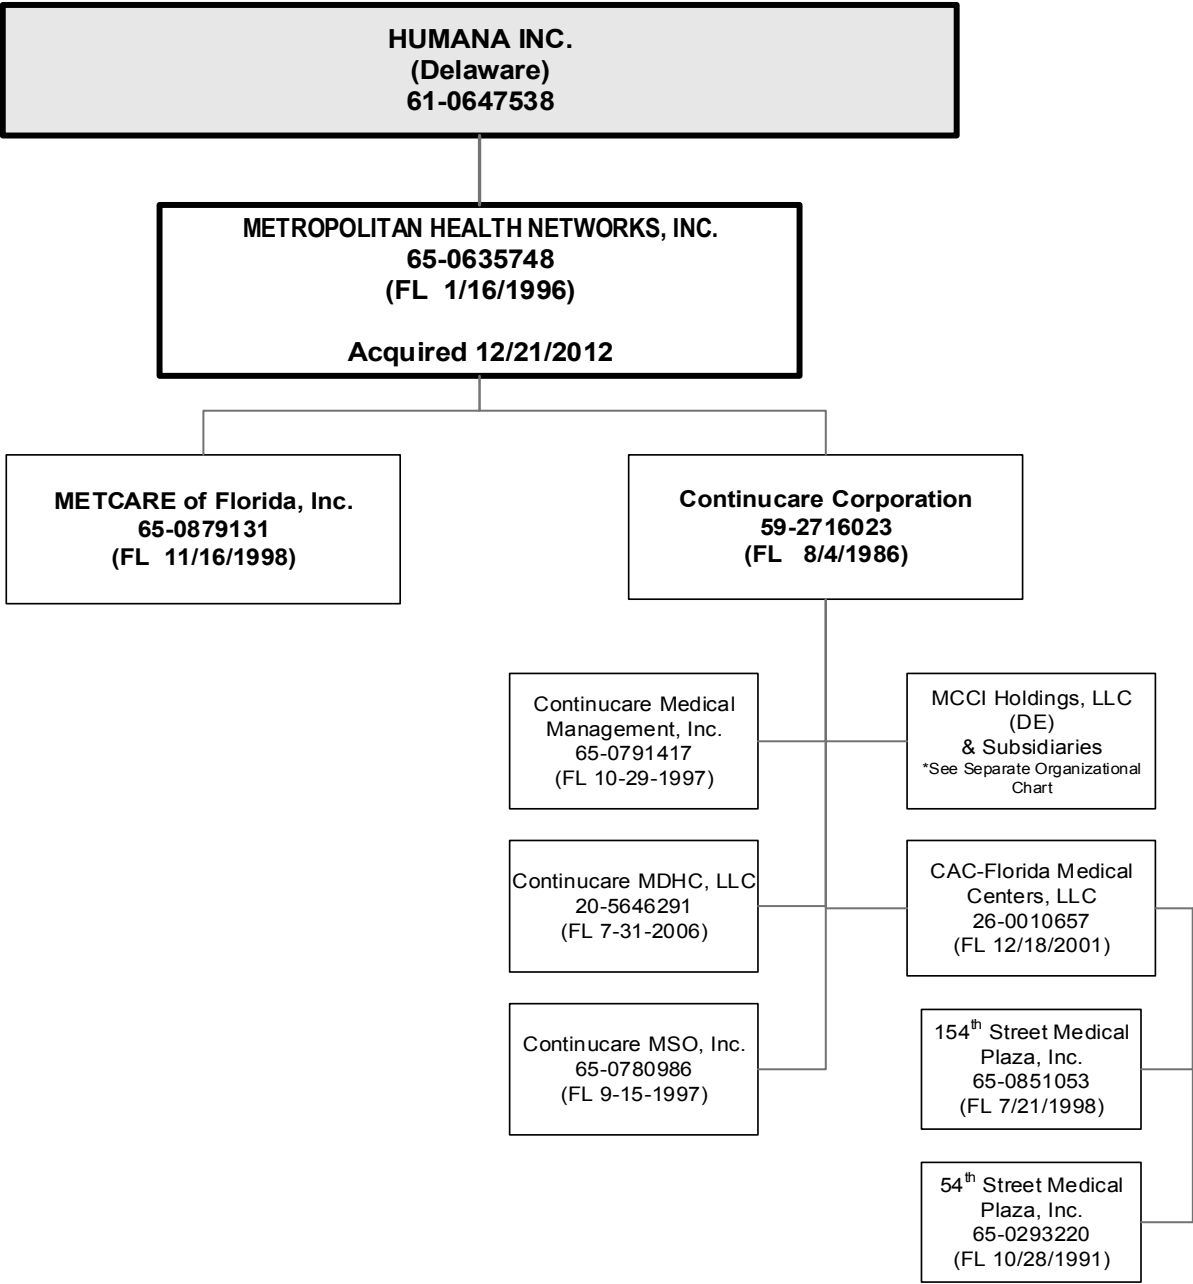 HUMANA INC.
(Delaware)
61-0647538
METROPOLITAN HEALTH NETWORKS, INC.
65-0635748
(FL 1/16/1996)
Acquired 12/21/2012
METCARE of Florida, Inc.
65-0879131
(FL 11/16/1998)
Continucare Corporation
59-2716023
(FL 8/4/1986)
Continucare Medical
Management, Inc.
65-0791417
(FL 10-29-1997)
MCCI Holdings, LLC
(DE)
& Subsidiaries
*See Separate Organizational
Chart
Continucare MDHC, LLC
20-5646291
(FL 7-31-2006)
CAC-Florida Medical
Centers, LLC
26-0010657
(FL 12/18/2001)
Continucare MSO, Inc.
65-0780986
(FL 9-15-1997)
154th Street Medical
Plaza, Inc.
65-0851053
(FL 7/21/1998)
54th Street Medical
Plaza, Inc.
65-0293220
(FL 10/28/1991)